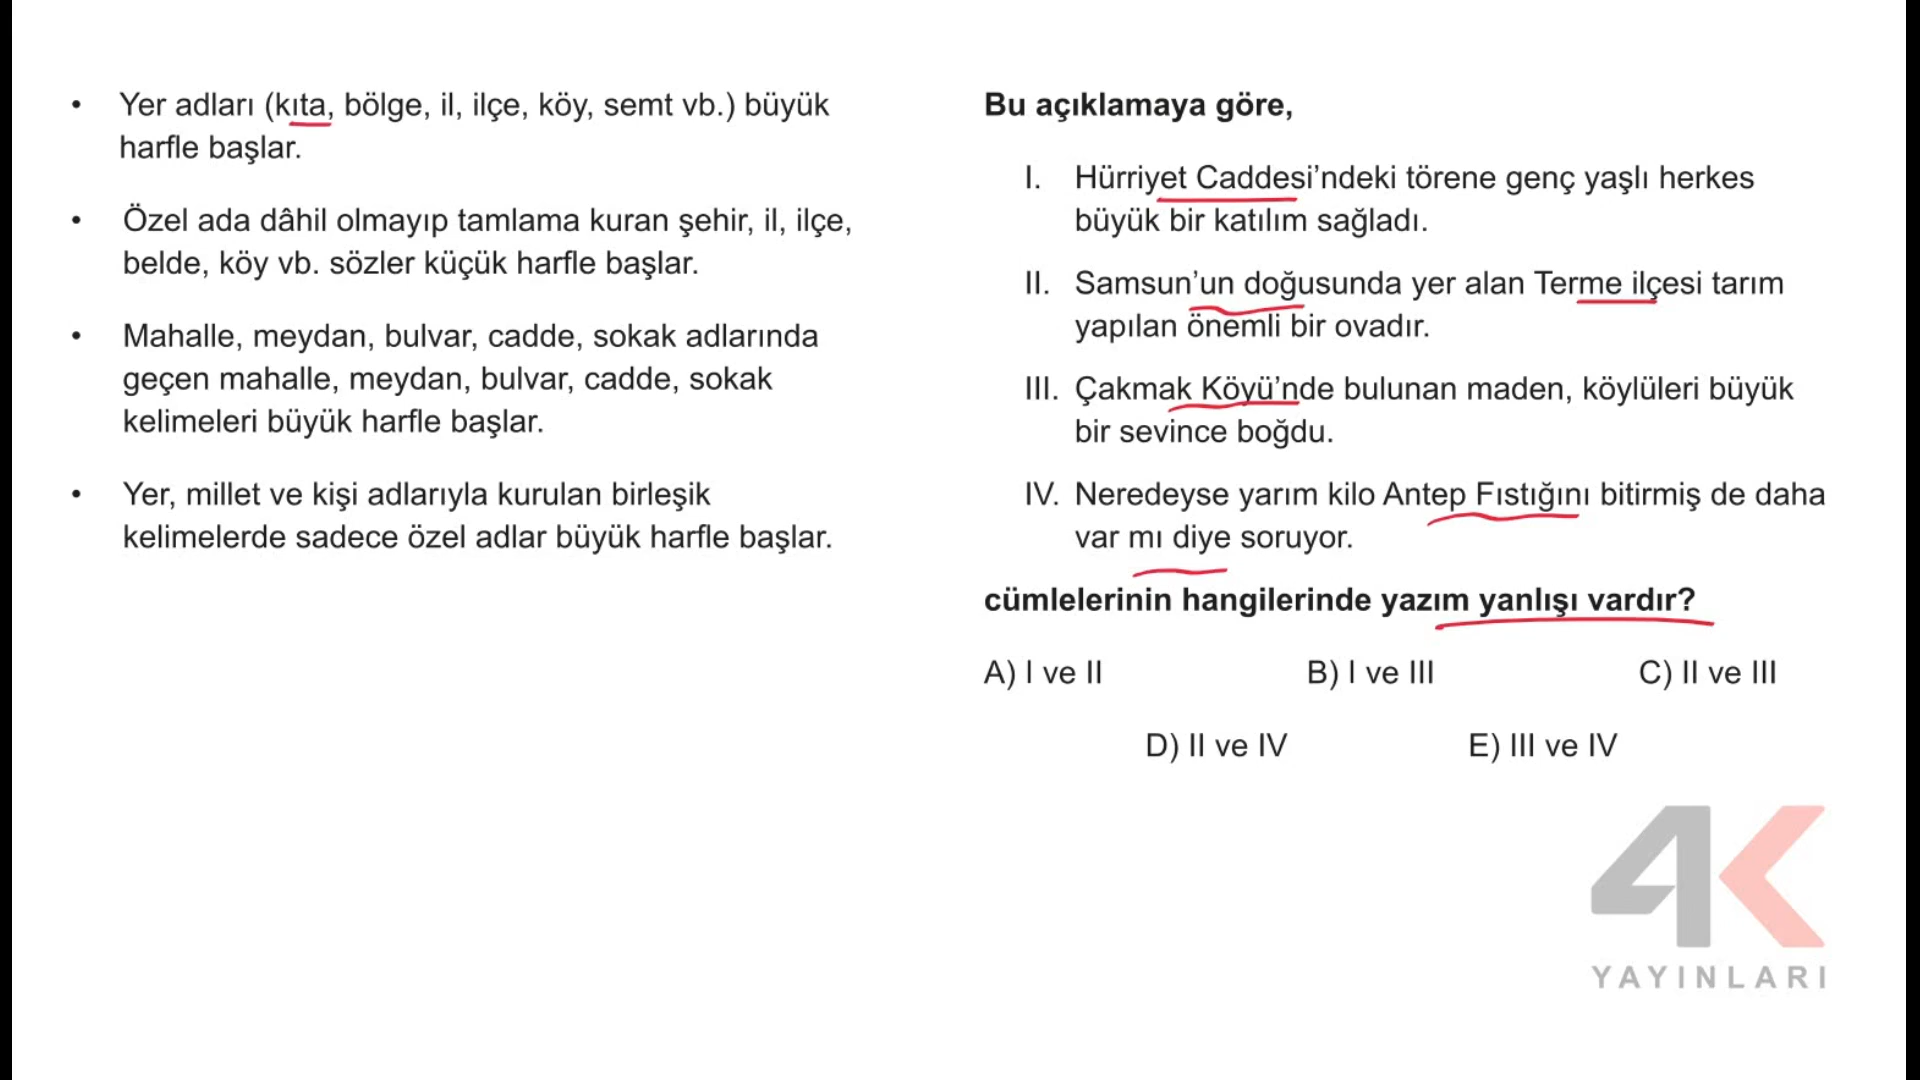 • Yer adları (kıta, bölge, il, ilçe, köy, semt vb.) büyük
harfle başlar.
• Özel ada dâhil olmayıp tamlama kuran şehir, il, ilçe,
belde, köy vb. sözler küçük harfle başlar.
• Mahalle, meydan, bulvar, cadde, sokak adlarında
geçen mahalle, meydan, bulvar, cadde, sokak
kelimeleri büyük harfle başlar.
• Yer, millet ve kişi adlarıyla kurulan birleşik
kelimelerde sadece özel adlar büyük harfle başlar.
Bu açıklamaya göre,
I. Hürriyet Caddesi’ndeki törene genç yaşlı herkes
büyük bir katılım sağladı.
II. Samsun’un doğusunda yer alan Terme ilçesi tarım
yapılan önemli bir ovadır.
III. Çakmak Köyü’nde bulunan maden, köylüleri büyük
bir sevince boğdu.
IV. Neredeyse yarım kilo Antep Fıstığını bitirmiş de daha
var mı diye soruyor.
cümlelerinin hangilerinde yazım yanlışı vardır?
A) I ve II B) I ve III C) II ve III
D) II ve IV E) III ve IV
4K
YAYINLARI